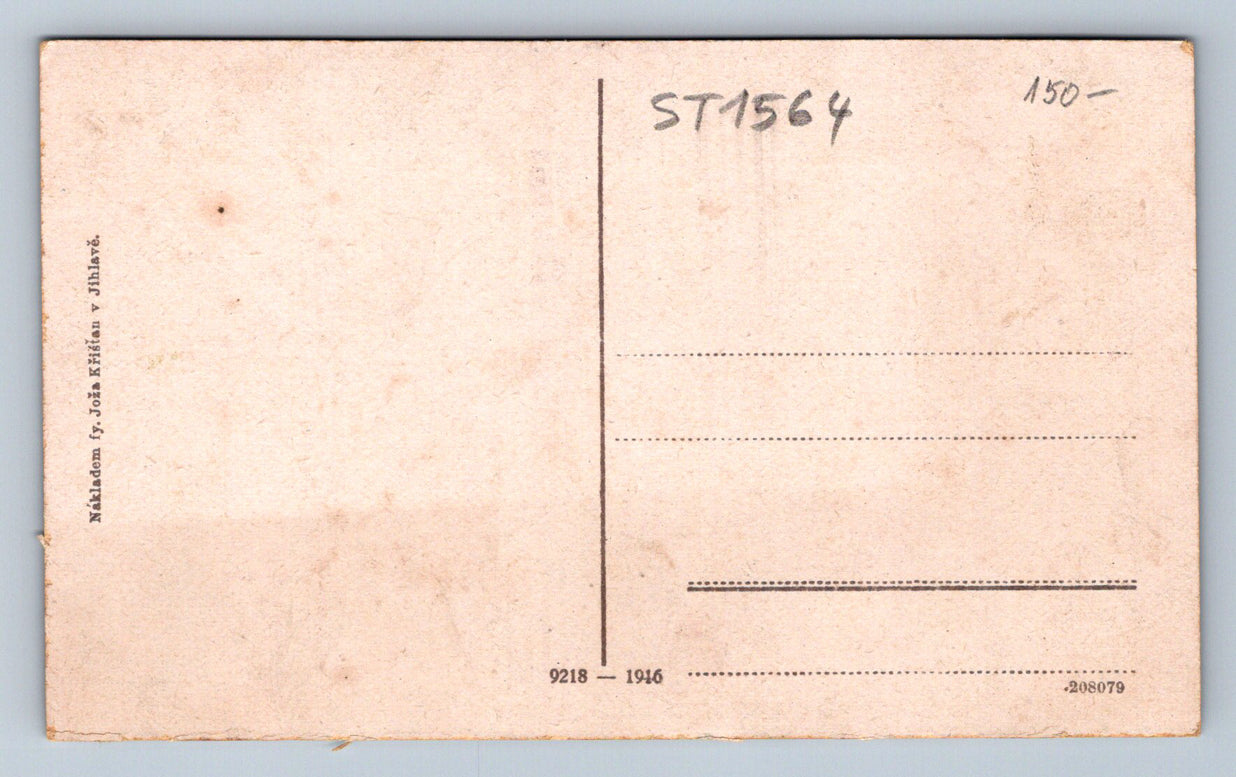 ST1564
150-
Nákladem fy. Joža Křišťan v Jihlavě.
9218 — 1916
.208079